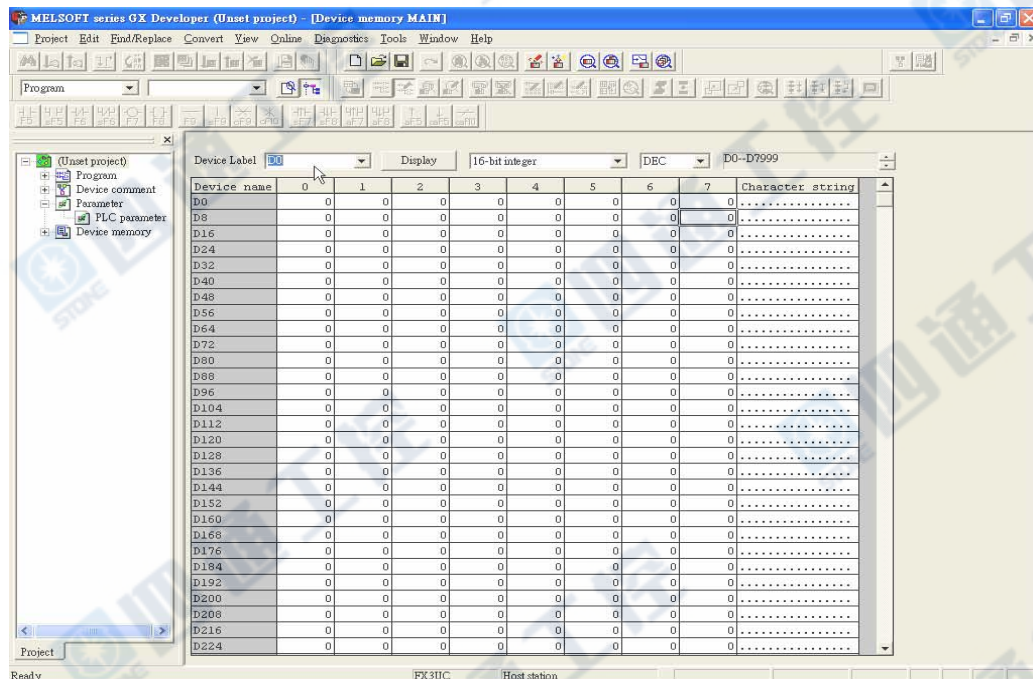 MELSOFT series GX Developer (Unset project) - [Device memory MAIN]
Project Edit Find/Replace Convert View Online Diagnostics Tools Window Help
Program
Device Label D0 Display 16-bit integer DEC D0--D7999
(Unset project)
Program
Device comment
Parameter
PLC parameter
Device memory
Device name 0 1 2 3 4 5 6 7 Character string
D0 0 0 0 0 0 0 0 0 ................
D8 0 0 0 0 0 0 0 0 ................
D16 0 0 0 0 0 0 0 0 ................
D24 0 0 0 0 0 0 0 0 ................
D32 0 0 0 0 0 0 0 0 ................
D40 0 0 0 0 0 0 0 0 ................
D48 0 0 0 0 0 0 0 0 ................
D56 0 0 0 0 0 0 0 0 ................
D64 0 0 0 0 0 0 0 0 ................
D72 0 0 0 0 0 0 0 0 ................
D80 0 0 0 0 0 0 0 0 ................
D88 0 0 0 0 0 0 0 0 ................
D96 0 0 0 0 0 0 0 0 ................
D104 0 0 0 0 0 0 0 0 ................
D112 0 0 0 0 0 0 0 0 ................
D120 0 0 0 0 0 0 0 0 ................
D128 0 0 0 0 0 0 0 0 ................
D136 0 0 0 0 0 0 0 0 ................
D144 0 0 0 0 0 0 0 0 ................
D152 0 0 0 0 0 0 0 0 ................
D160 0 0 0 0 0 0 0 0 ................
D168 0 0 0 0 0 0 0 0 ................
D176 0 0 0 0 0 0 0 0 ................
D184 0 0 0 0 0 0 0 0 ................
D192 0 0 0 0 0 0 0 0 ................
D200 0 0 0 0 0 0 0 0 ................
D208 0 0 0 0 0 0 0 0 ................
D216 0 0 0 0 0 0 0 0 ................
D224 0 0 0 0 0 0 0 0 ................
Project
Ready FX3UC Host station
四通工控
STONE